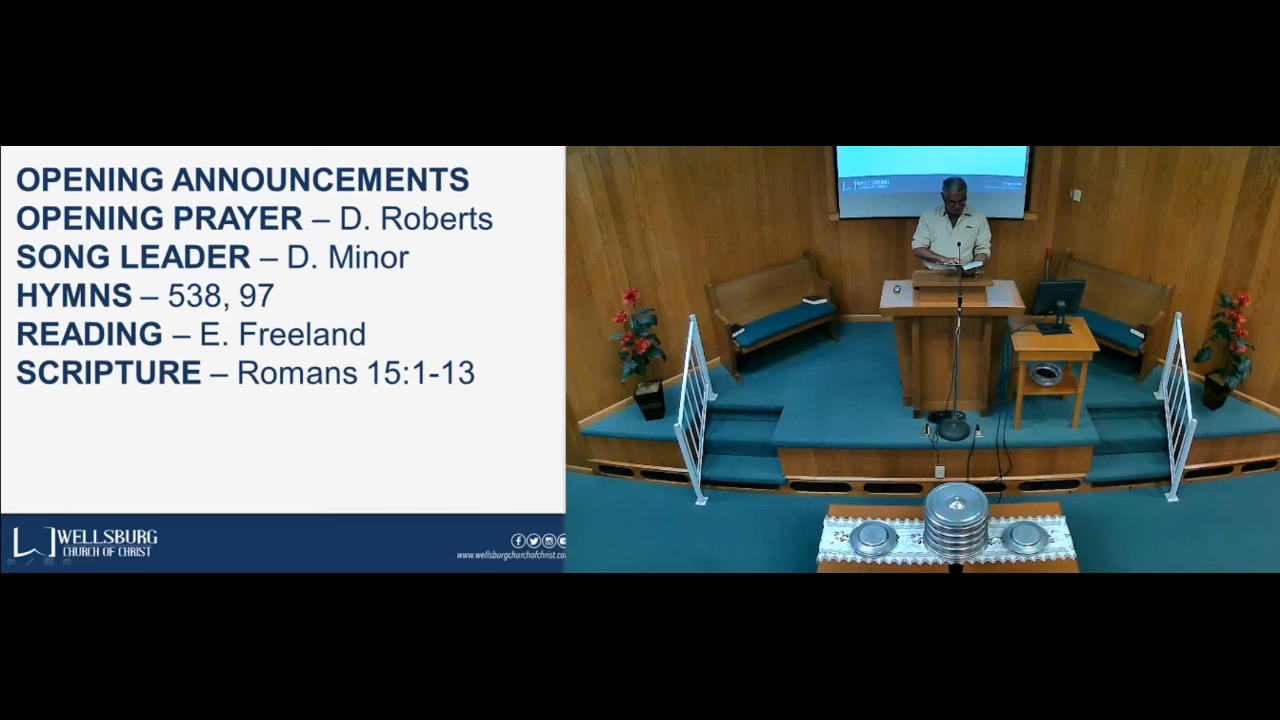 OPENING ANNOUNCEMENTS
OPENING PRAYER – D. Roberts
SONG LEADER – D. Minor
HYMNS – 538, 97
READING – E. Freeland
SCRIPTURE – Romans 15:1-13
WELLSBURG
CHURCH OF CHRIST
www.wellsburgchurchofchrist.co